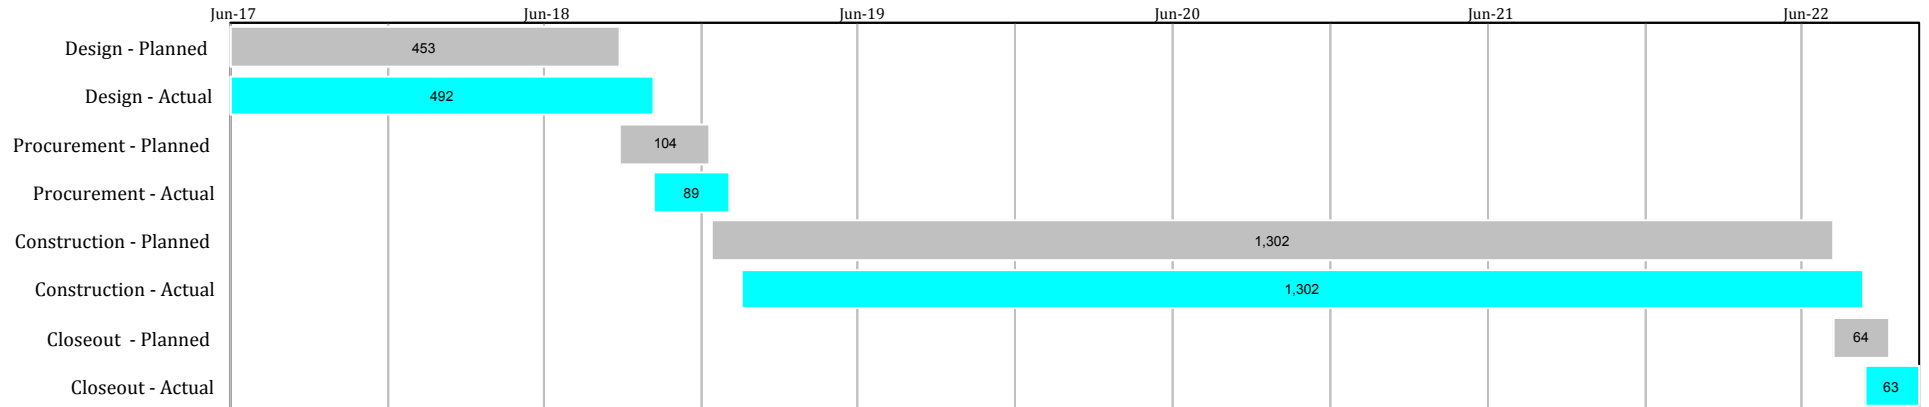 Jun-17 Jun-18 Jun-19 Jun-20 Jun-21 Jun-22
Design - Planned 453
Design - Actual 492
Procurement - Planned 104
Procurement - Actual 89
Construction - Planned 1,302
Construction - Actual 1,302
Closeout  - Planned 64
Closeout - Actual 63